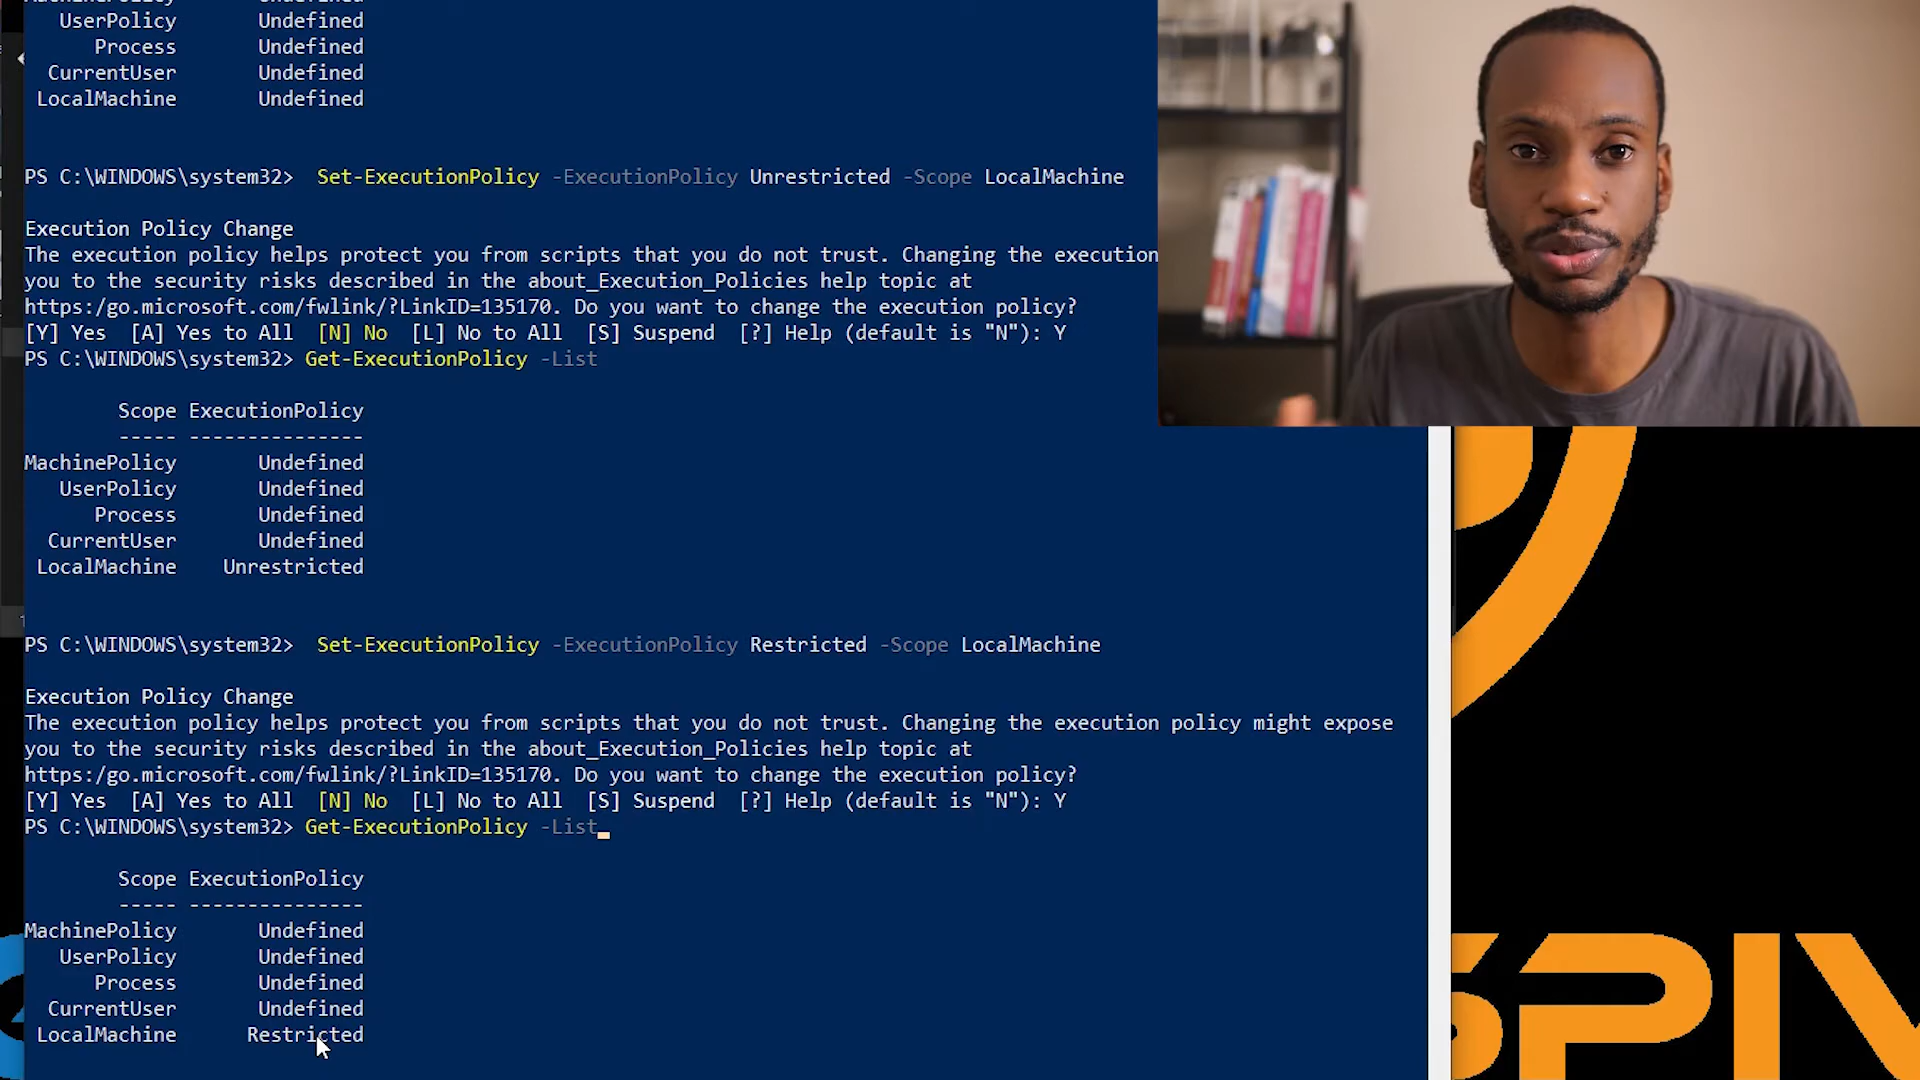 UserPolicy Undefined
Process Undefined
CurrentUser Undefined
LocalMachine Undefined
PS C:\WINDOWS\system32> Set-ExecutionPolicy -ExecutionPolicy Unrestricted -Scope LocalMachine
Execution Policy Change
The execution policy helps protect you from scripts that you do not trust. Changing the execution
you to the security risks described in the about_Execution_Policies help topic at
https:/go.microsoft.com/fwlink/?LinkID=135170. Do you want to change the execution policy?
[Y] Yes [A] Yes to All [N] No [L] No to All [S] Suspend [?] Help (default is "N"): Y
PS C:\WINDOWS\system32> Get-ExecutionPolicy -List
Scope ExecutionPolicy
----- ---------------
MachinePolicy Undefined
UserPolicy Undefined
Process Undefined
CurrentUser Undefined
LocalMachine Unrestricted
PS C:\WINDOWS\system32> Set-ExecutionPolicy -ExecutionPolicy Restricted -Scope LocalMachine
Execution Policy Change
The execution policy helps protect you from scripts that you do not trust. Changing the execution policy might expose
you to the security risks described in the about_Execution_Policies help topic at
https:/go.microsoft.com/fwlink/?LinkID=135170. Do you want to change the execution policy?
[Y] Yes [A] Yes to All [N] No [L] No to All [S] Suspend [?] Help (default is "N"): Y
PS C:\WINDOWS\system32> Get-ExecutionPolicy -List
Scope ExecutionPolicy
----- ---------------
MachinePolicy Undefined
UserPolicy Undefined
Process Undefined
CurrentUser Undefined
LocalMachine Restricted